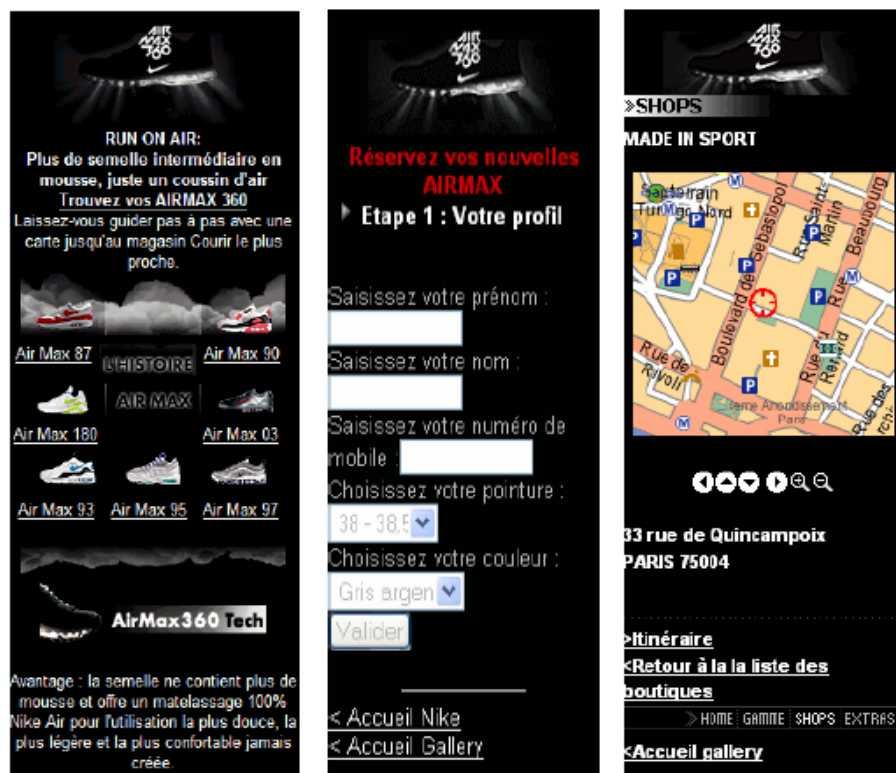 AIR
MAX
360
RUN ON AIR:
Plus de semelle intermédiaire en
mousse, juste un coussin d'air
Trouvez vos AIRMAX 360
Laissez-vous guider pas à pas avec une
carte jusqu'au magasin Courir le plus
proche.
Air Max 87
L'HISTOIRE
Air Max 90
AIR MAX
Air Max 180
Air Max 03
Air Max 93
Air Max 95
Air Max 97
AirMax360 Tech
Avantage : la semelle ne contient plus de
mousse et offre un matelassage 100%
Nike Air pour l'utilisation la plus douce, la
plus légère et la plus confortable jamais
créée.
AIR
MAX
360
Réservez vos nouvelles
AIRMAX
Etape 1 : Votre profil
Saisissez votre prénom :
Saisissez votre nom :
Saisissez votre numéro de
mobile :
Choisissez votre pointure :
38 - 38,5
Choisissez votre couleur :
Gris argen
Valider
< Accueil Nike
< Accueil Gallery
AIR
MAX
360
»SHOPS
MADE IN SPORT
Boulevard de Sebastopol
Rue Saint-
Martin
Rue Beaubourg
Rue de
Rivoli
Rue du
Renard
Rue des
Paris
33 rue de Quincampoix
PARIS 75004
>Itinéraire
<Retour à la la liste des
boutiques
HOME GAMME SHOPS EXTRAS
<Accueil gallery